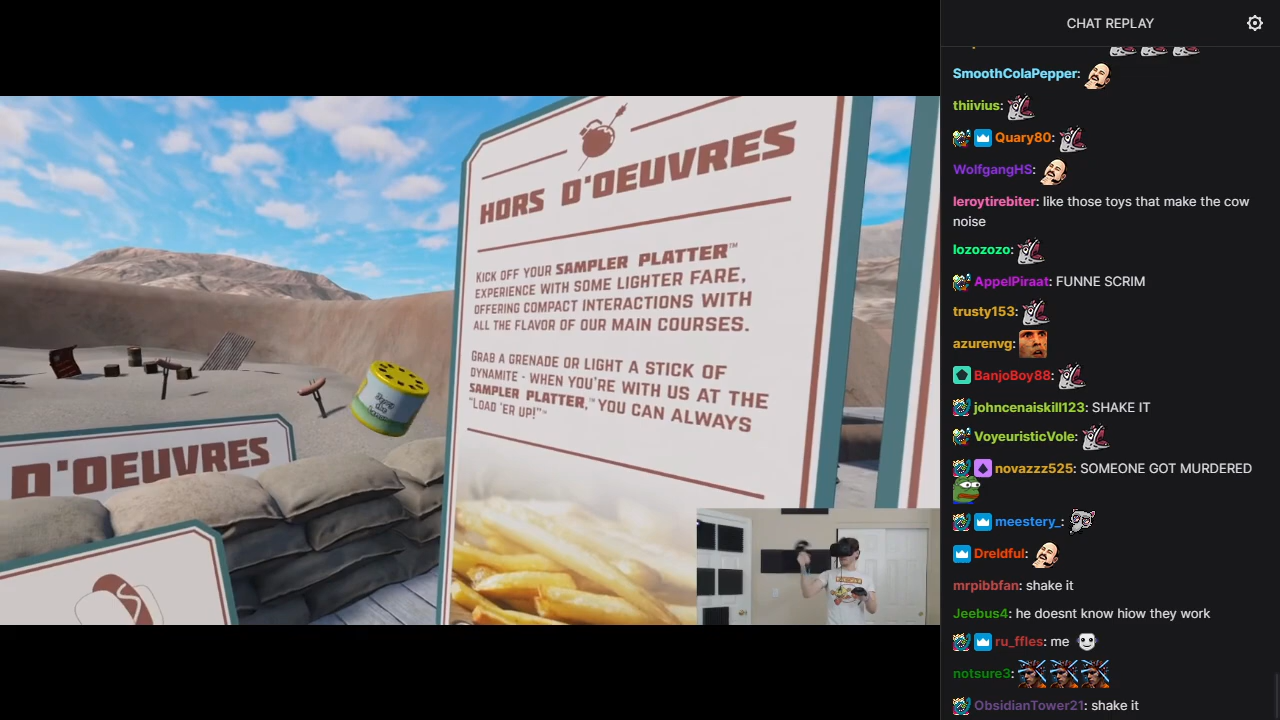 CHAT REPLAY
SmoothColaPepper:
thiivius:
Quary80:
WolfgangHS:
leroytirebiter: like those toys that make the cow
noise
lozozozo:
AppelPiraat: FUNNE SCRIM
trusty153:
azurenvg:
BanjoBoy88:
johncenaiskill123: SHAKE IT
VoyeuristicVole:
novazzz525: SOMEONE GOT MURDERED
meestery_:
Dreldful:
mrpibbfan: shake it
Jeebus4: he doesnt know hiow they work
ru_ffles: me
notsure3:
ObsidianTower21: shake it
HORS D'OEUVRES
KICK OFF YOUR SAMPLER PLATTER™
EXPERIENCE WITH SOME LIGHTER FARE,
OFFERING COMPACT INTERACTIONS WITH
ALL THE FLAVOR OF OUR MAIN COURSES.
GRAB A GRENADE OR LIGHT A STICK OF
DYNAMITE - WHEN YOU'RE WITH US AT THE
SAMPLER PLATTER,™ YOU CAN ALWAYS
"LOAD 'ER UP!"™
D'OEUVRES